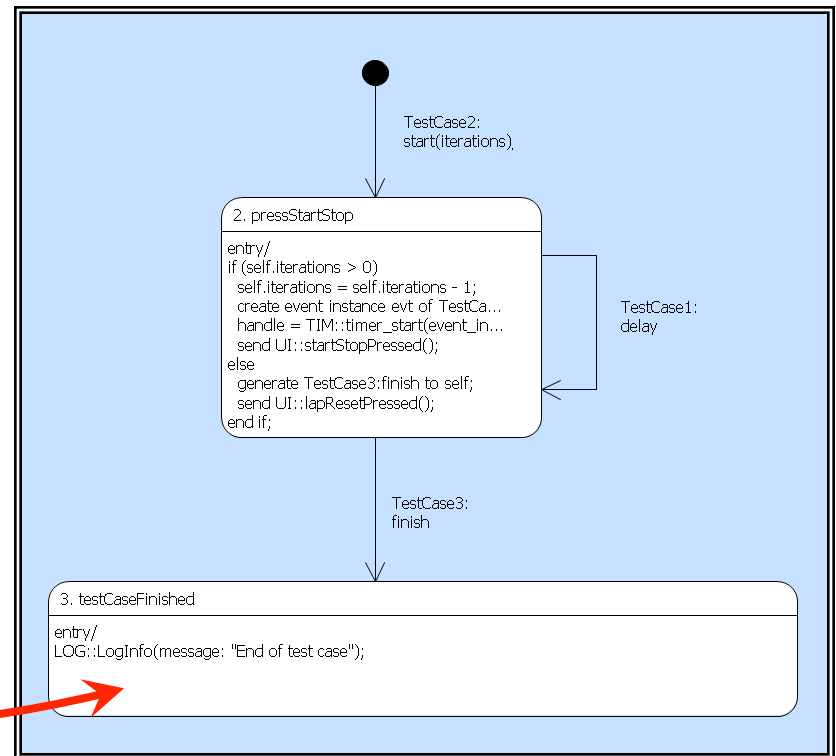 TestCase2:
start(iterations)
2. pressStartStop
entry/
if (self.iterations > 0)
self.iterations = self.iterations - 1;
create event instance evt of TestCa...
handle = TIM::timer_start(event_in...
send UI::startStopPressed();
else
generate TestCase3:finish to self;
send UI::lapResetPressed();
end if;
TestCase1:
delay
TestCase3:
finish
3. testCaseFinished
entry/
LOG::LogInfo(message: "End of test case");